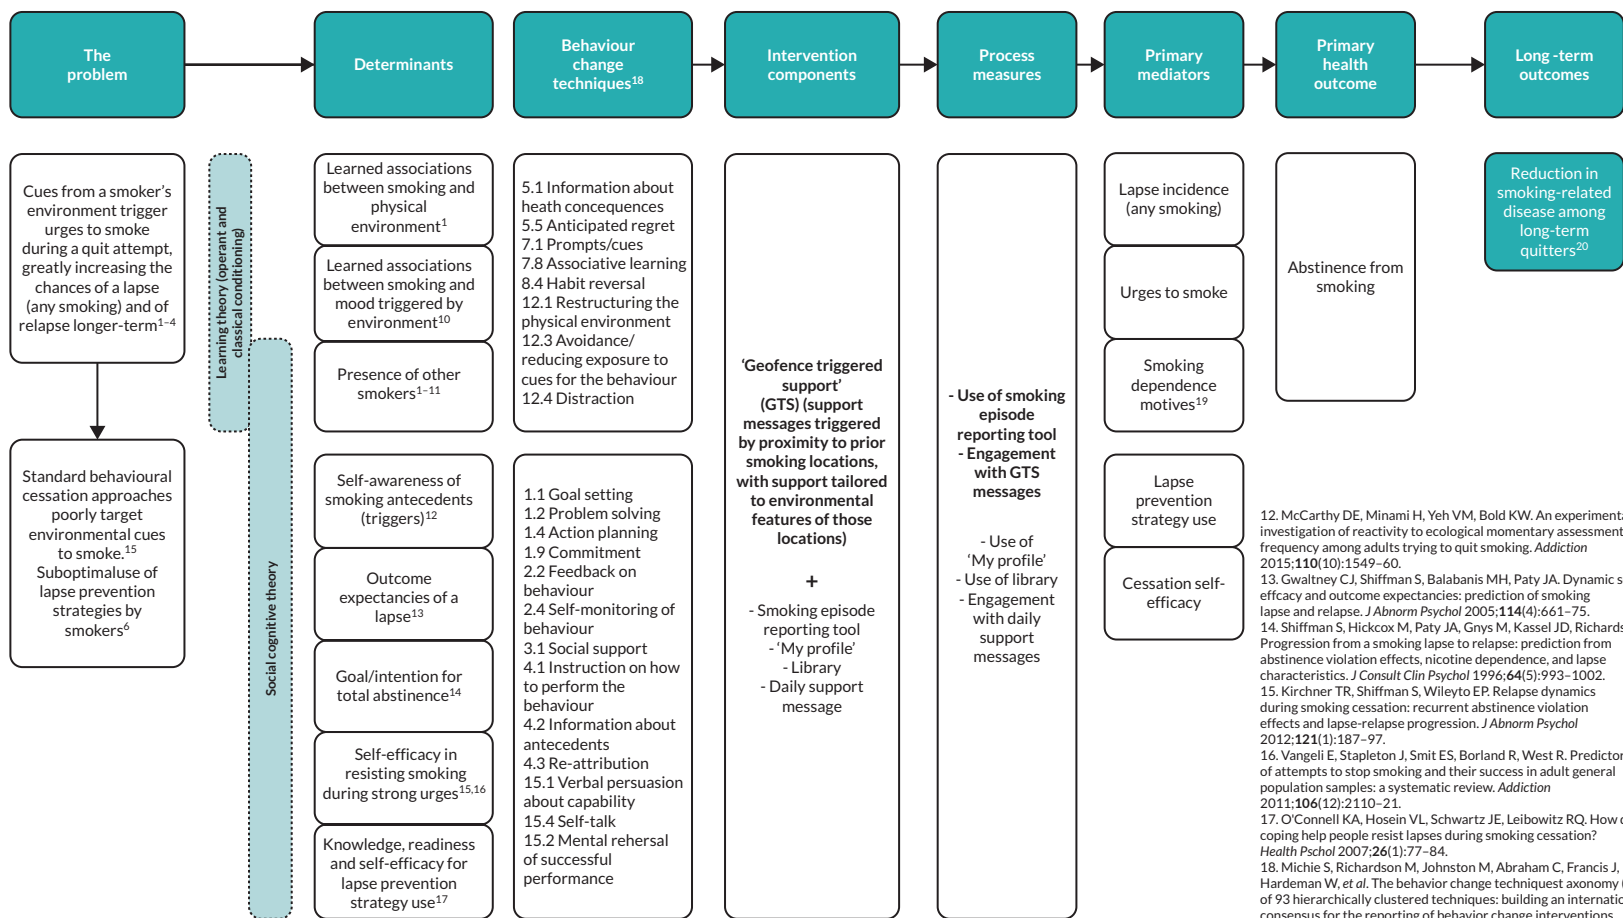 The
problem
Determinants
Behaviour
change
techniques18
Intervention
components
Process
measures
Primary
mediators
Primary
health
outcome
Long -term
outcomes
Cues from a smoker's
environment trigger
urges to smoke
during a quit attempt,
greatly increasing the
chances of a lapse
(any smoking) and of
relapse longer-term1–4
Standard behavioural
cessation approaches
poorly target
environmental cues
to smoke.15
Suboptimaluse of
lapse prevention
strategies by
smokers6
Learning theory (operant and
classical conditioning)
Social cognitive theory
Learned associations
between smoking and
physical
environment1
Learned associations
between smoking and
mood triggered by
environment10
Presence of other
smokers1–11
Self-awareness of
smoking antecedents
(triggers)12
Outcome
expectancies of a
lapse13
Goal/intention for
total abstinence14
Self-efficacy in
resisting smoking
during strong urges15,16
Knowledge, readiness
and self-efficacy for
lapse prevention
strategy use17
5.1 Information about
heath concequences
5.5 Anticipated regret
7.1 Prompts/cues
7.8 Associative learning
8.4 Habit reversal
12.1 Restructuring the
physical environment
12.3 Avoidance/
reducing exposure to
cues for the behaviour
12.4 Distraction
1.1 Goal setting
1.2 Problem solving
1.4 Action planning
1.9 Commitment
2.2 Feedback on
behaviour
2.4 Self-monitoring of
behaviour
3.1 Social support
4.1 Instruction on how
to perform the
behaviour
4.2 Information about
antecedents
4.3 Re-attribution
15.1 Verbal persuasion
about capability
15.4 Self-talk
15.2 Mental rehersal
of successful
performance
'Geofence triggered
support'
(GTS) (support
messages triggered
by proximity to prior
smoking locations,
with support tailored
to environmental
features of those
locations)
+
- Smoking episode
reporting tool
- 'My profile'
- Library
- Daily support
message
- Use of smoking
episode
reporting tool
- Engagement
with GTS
messages
- Use of
'My profile'
- Use of library
- Engagement
with daily
support
messages
Lapse incidence
(any smoking)
Urges to smoke
Smoking
dependence
motives19
Lapse
prevention
strategy use
Cessation self-
efficacy
Abstinence from
smoking
Reduction in
smoking-related
disease among
long-term
quitters20
12. McCarthy DE, Minami H, Yeh VM, Bold KW. An experimenta
investigation of reactivity to ecological momentary assessment
frequency among adults trying to quit smoking. Addiction
2015;110(10):1549–60.
13. Gwaltney CJ, Shiffman S, Balabanis MH, Paty JA. Dynamic s
effcacy and outcome expectancies: prediction of smoking
lapse and relapse. J Abnorm Psychol 2005;114(4):661–75.
14. Shiffman S, Hickcox M, Paty JA, Gnys M, Kassel JD, Richards
Progression from a smoking lapse to relapse: prediction from
abstinence violation effects, nicotine dependence, and lapse
characteristics. J Consult Clin Psychol 1996;64(5):993–1002.
15. Kirchner TR, Shiffman S, Wileyto EP. Relapse dynamics
during smoking cessation: recurrent abstinence violation
effects and lapse-relapse progression. J Abnorm Psychol
2012;121(1):187–97.
16. Vangeli E, Stapleton J, Smit ES, Borland R, West R. Predictor
of attempts to stop smoking and their success in adult general
population samples: a systematic review. Addiction
2011;106(12):2110–21.
17. O'Connell KA, Hosein VL, Schwartz JE, Leibowitz RQ. How
coping help people resist lapses during smoking cessation?
Health Pschol 2007;26(1):77–84.
18. Michie S, Richardson M, Johnston M, Abraham C, Francis J,
Hardeman W, et al. The behavior change techniquest axonomy
of 93 hierarchically clustered techniques: building an internati
consensus for the reporting of behavior change interventions